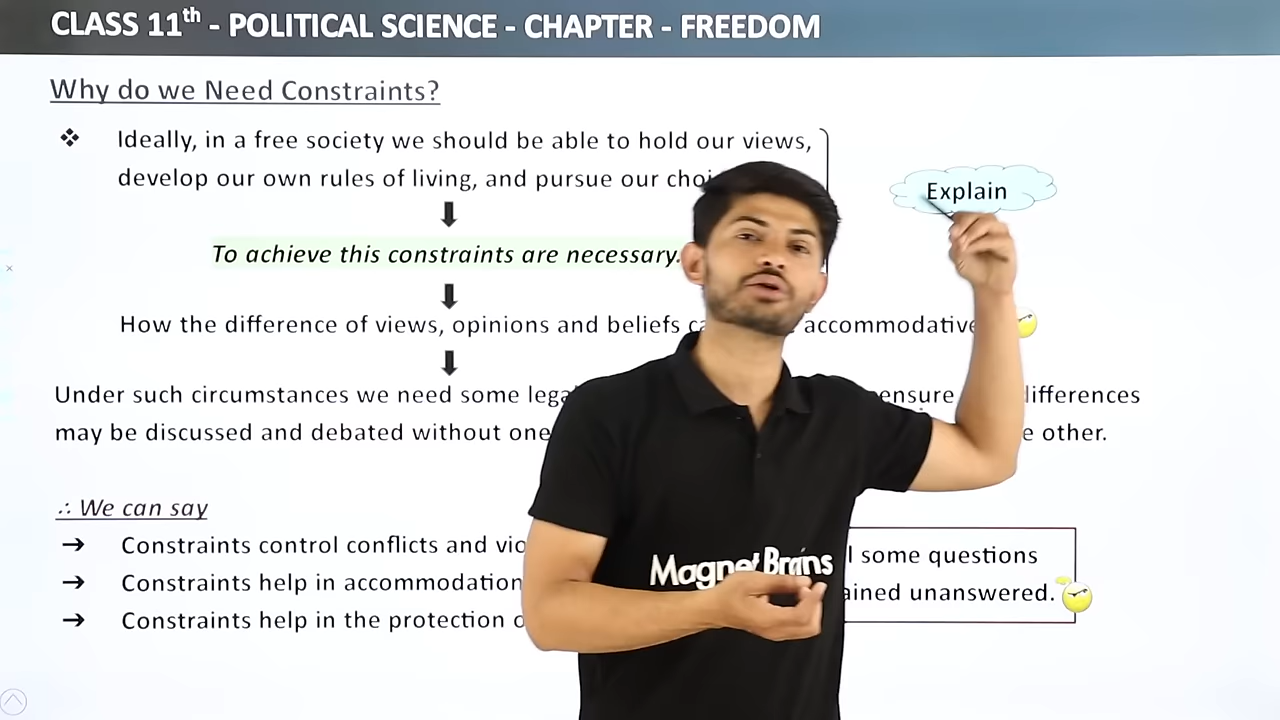 CLASS 11th - POLITICAL SCIENCE - CHAPTER - FREEDOM
Why do we Need Constraints?
❖ Ideally, in a free society we should be able to hold our views,
develop our own rules of living, and pursue our
Explain
To achieve this constraints are necessary.
How the difference of views, opinions and beliefs accommodative
Under such circumstances we need some ensure
may be discussed and debated without one other.
∴ We can say
→ Constraints control conflicts and
→ Constraints help in accommodation
→ Constraints help in the protection
some questions
unanswered.
Magnet Brains